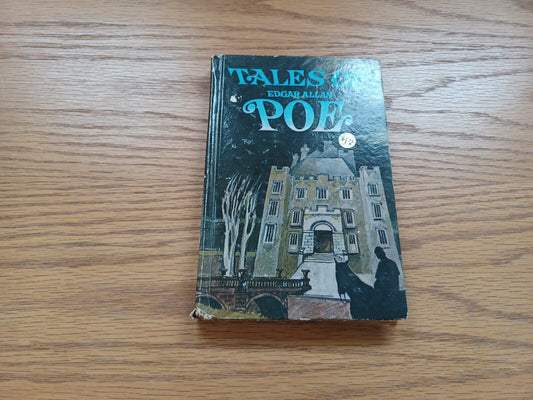 TALES OF
EDGAR ALLAN
POE